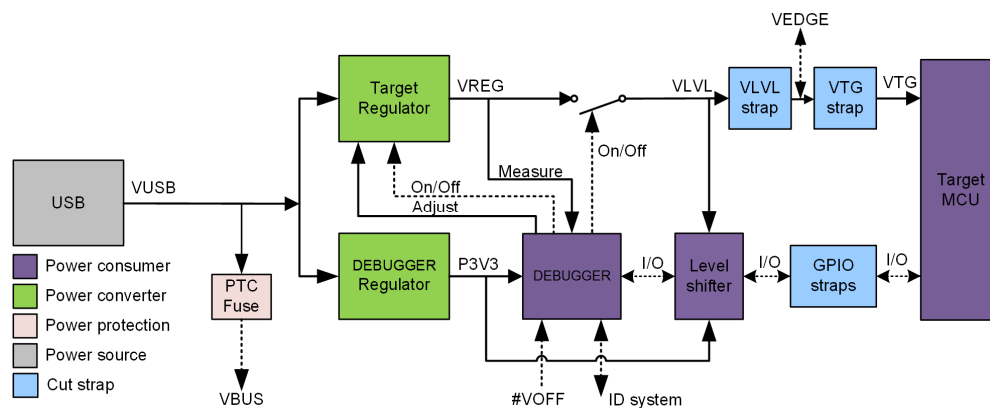 VEDGE
Target
Regulator
VREG
VLVL
VLVL
strap
VTG
strap
VTG
On/Off
Measure
On/Off
Adjust
USB
VUSB
Target
MCU
DEBUGGER
Regulator
P3V3
DEBUGGER
I/O
Level
shifter
I/O
GPIO
straps
I/O
PTC
Fuse
Power consumer
Power converter
Power protection
Power source
Cut strap
VBUS
#VOFF
ID system